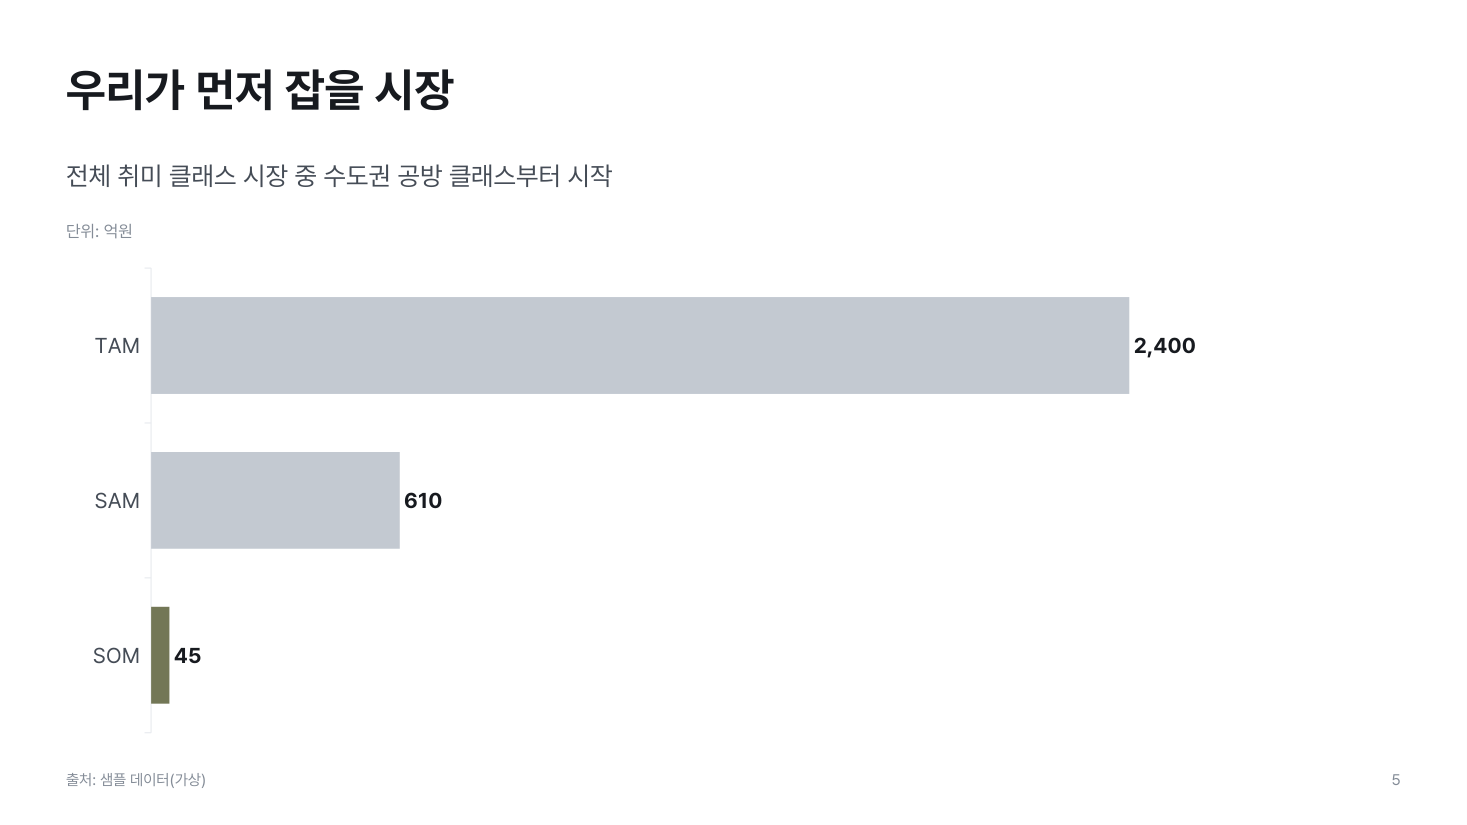 우리가 먼저 잡을 시장
전체 취미 클래스 시장 중 수도권 공방 클래스부터 시작
단위: 억원
TAM 2,400
SAM 610
SOM 45
출처: 샘플 데이터(가상)
5